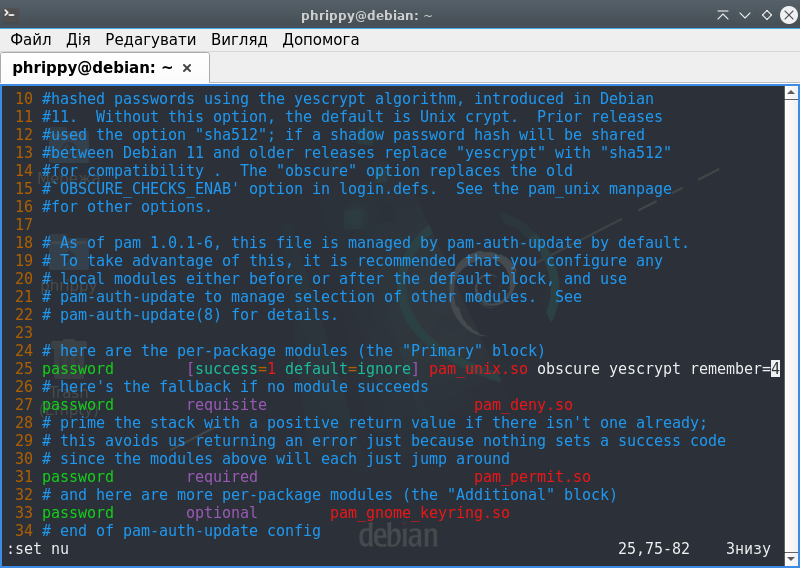 phrippy@debian: ~
Файл Дія Редагувати Вигляд Допомога
phrippy@debian: ~ ×
10 #hashed passwords using the yescrypt algorithm, introduced in Debian
11 #11.  Without this option, the default is Unix crypt.  Prior releases
12 #used the option "sha512"; if a shadow password hash will be shared
13 #between Debian 11 and older releases replace "yescrypt" with "sha512"
14 #for compatibility .  The "obscure" option replaces the old
15 #`OBSCURE_CHECKS_ENAB' option in login.defs.  See the pam_unix manpage
16 #for other options.
17
18 # As of pam 1.0.1-6, this file is managed by pam-auth-update by default.
19 # To take advantage of this, it is recommended that you configure any
20 # local modules either before or after the default block, and use
21 # pam-auth-update to manage selection of other modules.  See
22 # pam-auth-update(8) for details.
23
24 # here are the per-package modules (the "Primary" block)
25 password        [success=1 default=ignore] pam_unix.so obscure yescrypt remember=4
26 # here's the fallback if no module succeeds
27 password        requisite                       pam_deny.so
28 # prime the stack with a positive return value if there isn't one already;
29 # this avoids us returning an error just because nothing sets a success code
30 # since the modules above will each just jump around
31 password        required                        pam_permit.so
32 # and here are more per-package modules (the "Additional" block)
33 password        optional        pam_gnome_keyring.so
34 # end of pam-auth-update config
:set nu                                                             25,75-82    Знизу
debian
phrippy
Trash